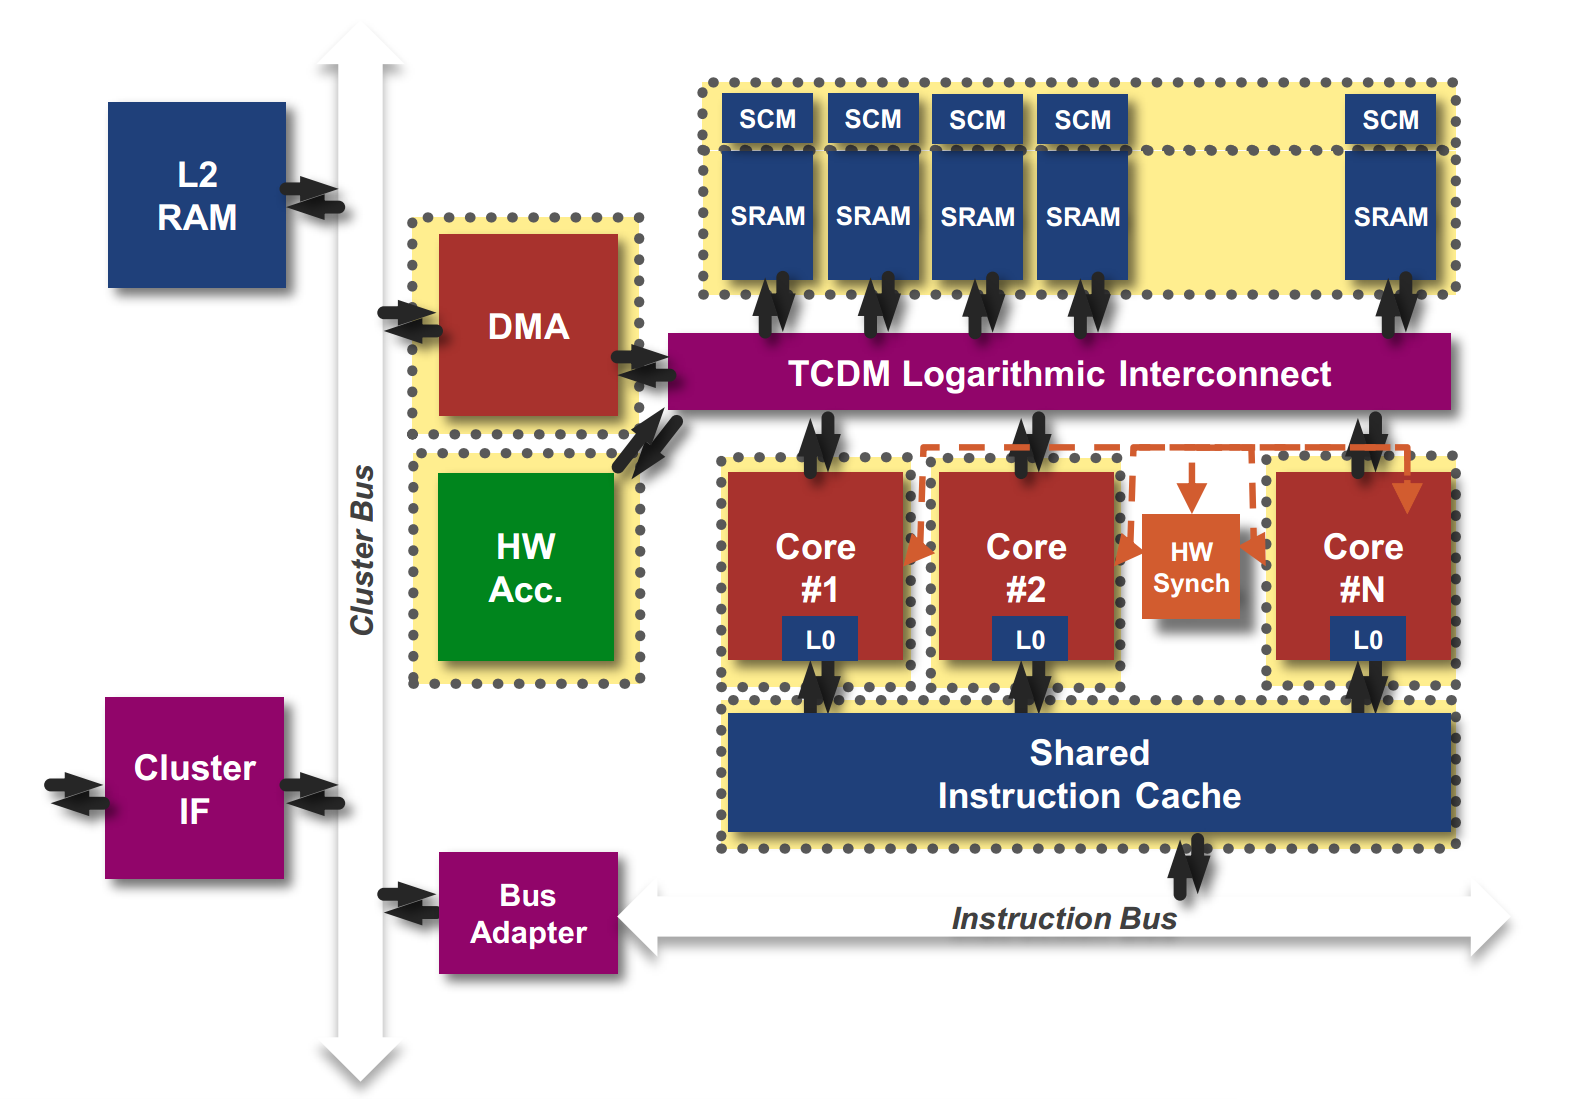 SCM
SCM
SCM
SCM
SCM
L2
RAM
SRAM
SRAM
SRAM
SRAM
SRAM
DMA
TCDM Logarithmic Interconnect
Cluster Bus
HW
Acc.
Core
#1
L0
Core
#2
L0
HW
Synch
Core
#N
L0
Cluster
IF
Shared
Instruction Cache
Bus
Adapter
Instruction Bus